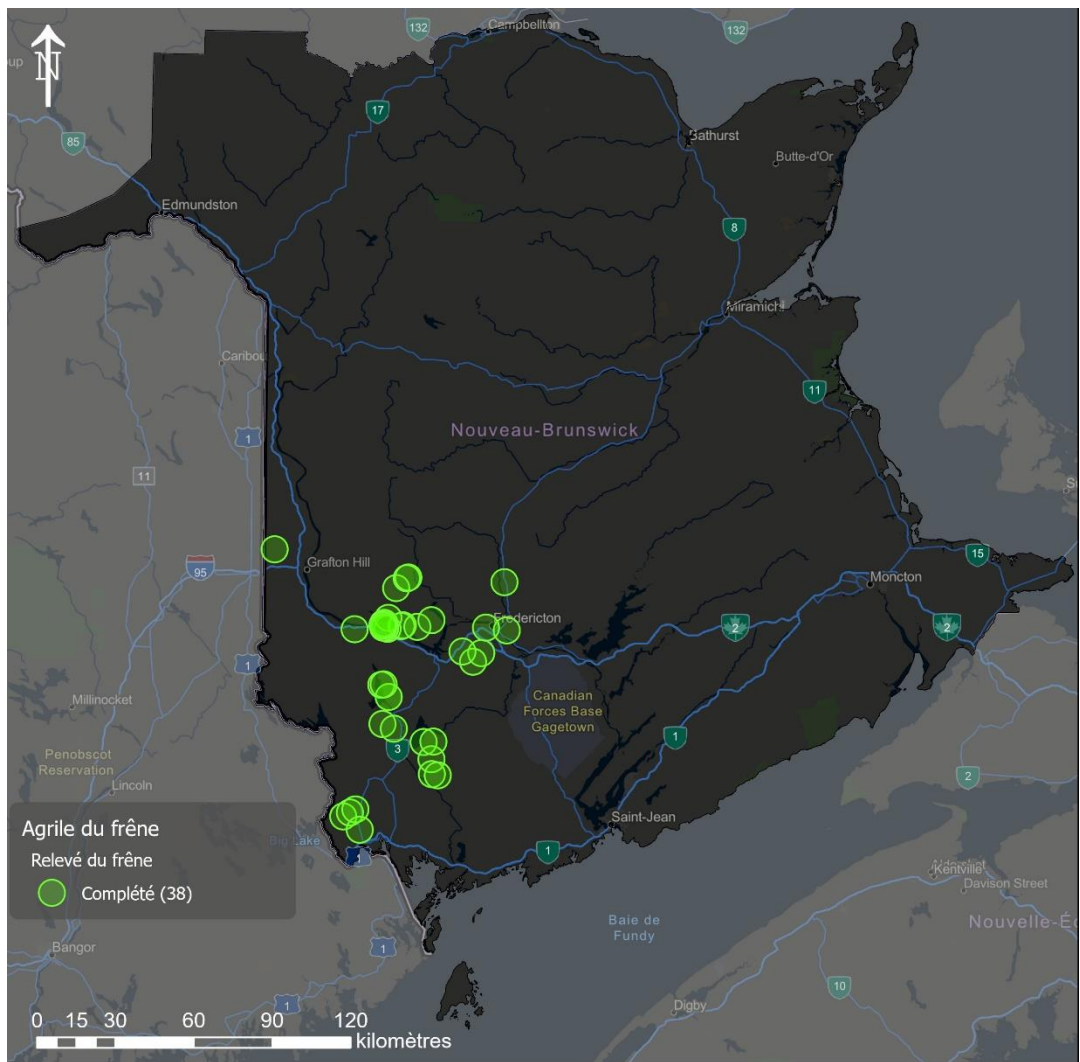 N
oup
132
Campbellton
132
17
85
Bathurst
Butte-d'Or
Edmundston
8
Miramichi
Caribou
11
1
Nouveau-Brunswick
11
95
Grafton Hill
15
Moncton
Fredericton
2
2
1
Canadian
Forces Base
Gagetown
Millinocket
Penobscot
Reservation
3
1
2
Lincoln
Saint-Jean
Agrile du frêne
Relevé du frêne
Complété (38)
Big Lake
1
1
Kentville
Davison Street
Baie de
Fundy
Nouvelle-Éc
Bangor
1
1
10
Digby
0 15 30 60 90 120
kilomètres